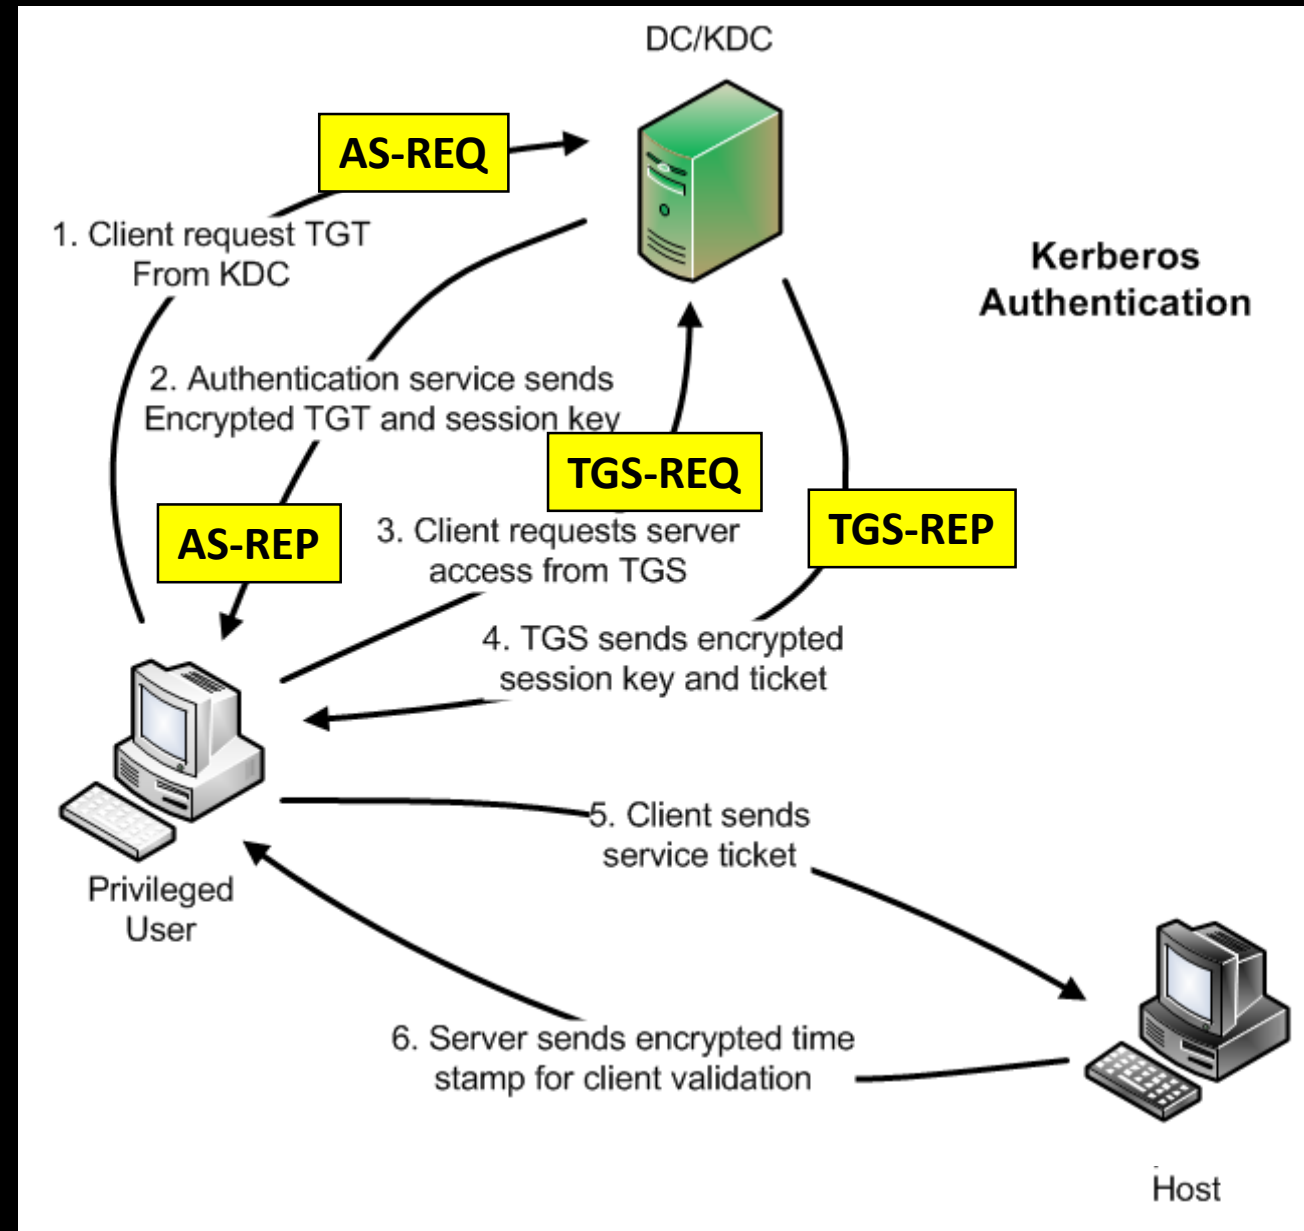 DC/KDC
AS-REQ
1. Client request TGT
From KDC
Kerberos
Authentication
2. Authentication service sends
Encrypted TGT and session key
TGS-REQ
AS-REP
3. Client requests server
access from TGS
TGS-REP
4. TGS sends encrypted
session key and ticket
5. Client sends
service ticket
Privileged
User
6. Server sends encrypted time
stamp for client validation
Host